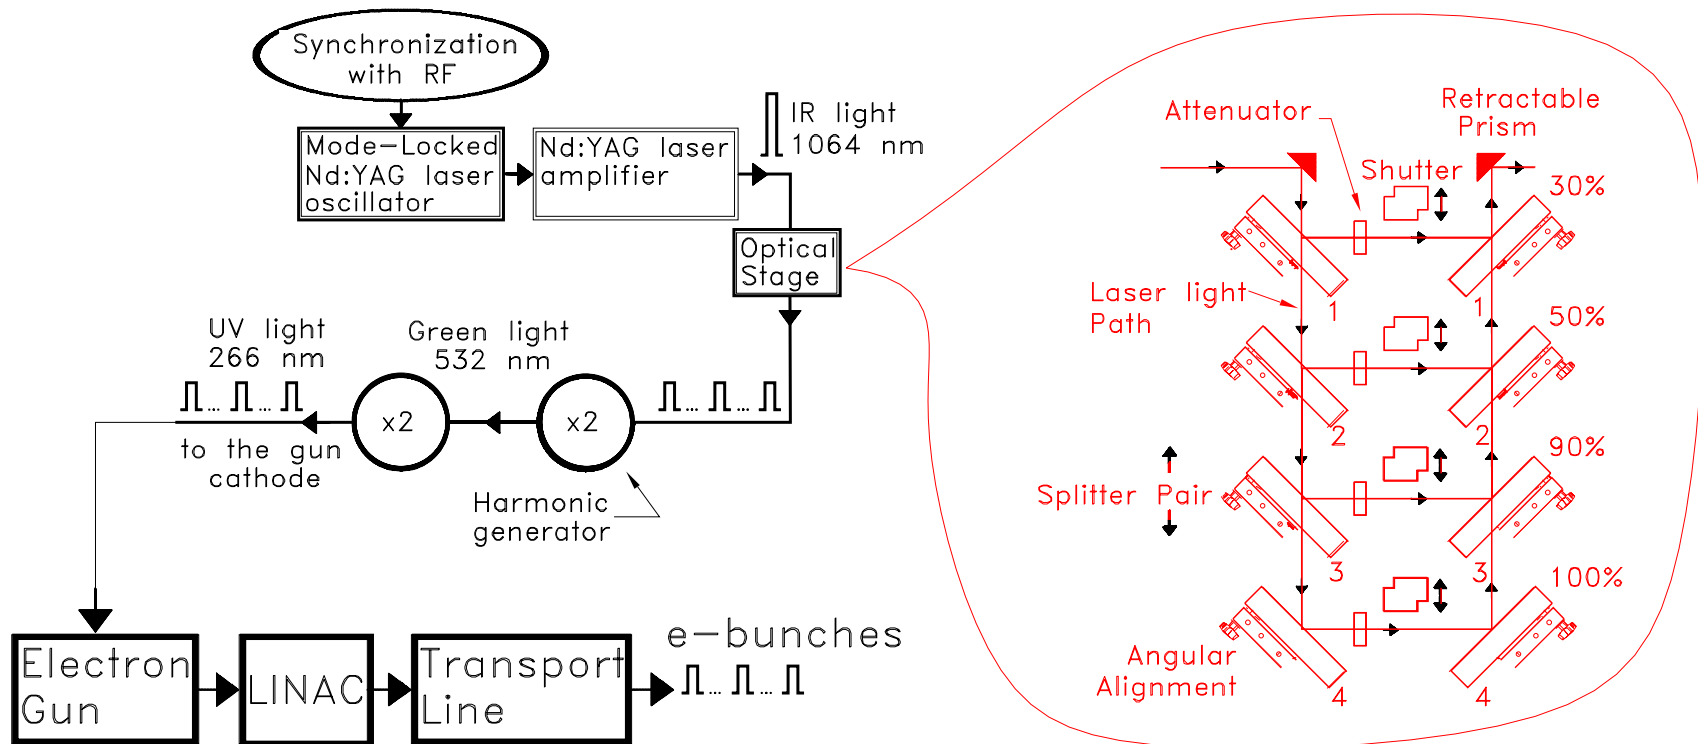 Synchronization
with RF
Mode-Locked
Nd:YAG laser
oscillator
Nd:YAG laser
amplifier
IR light
1064 nm
Optical
Stage
UV light
266 nm
Green light
532 nm
... ...
... ...
x2
x2
to the gun
cathode
Harmonic
generator
Electron
Gun
LINAC
Transport
Line
e-bunches
... ...
Attenuator
Retractable
Prism
Shutter
30%
Laser light
Path
1
1
50%
2
2
90%
Splitter Pair
3
3
100%
Angular
Alignment
4
4